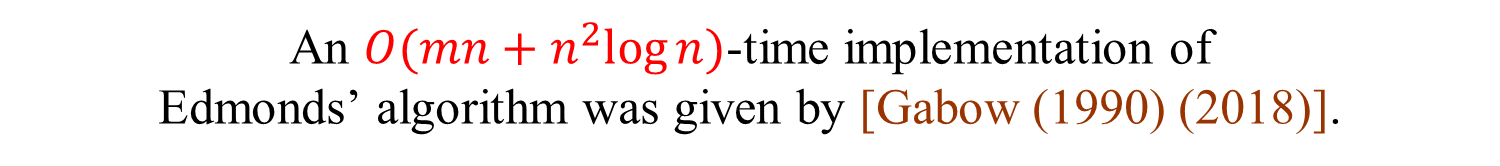 An O(mn + n²log n)-time implementation of
Edmonds’ algorithm was given by [Gabow (1990) (2018)].